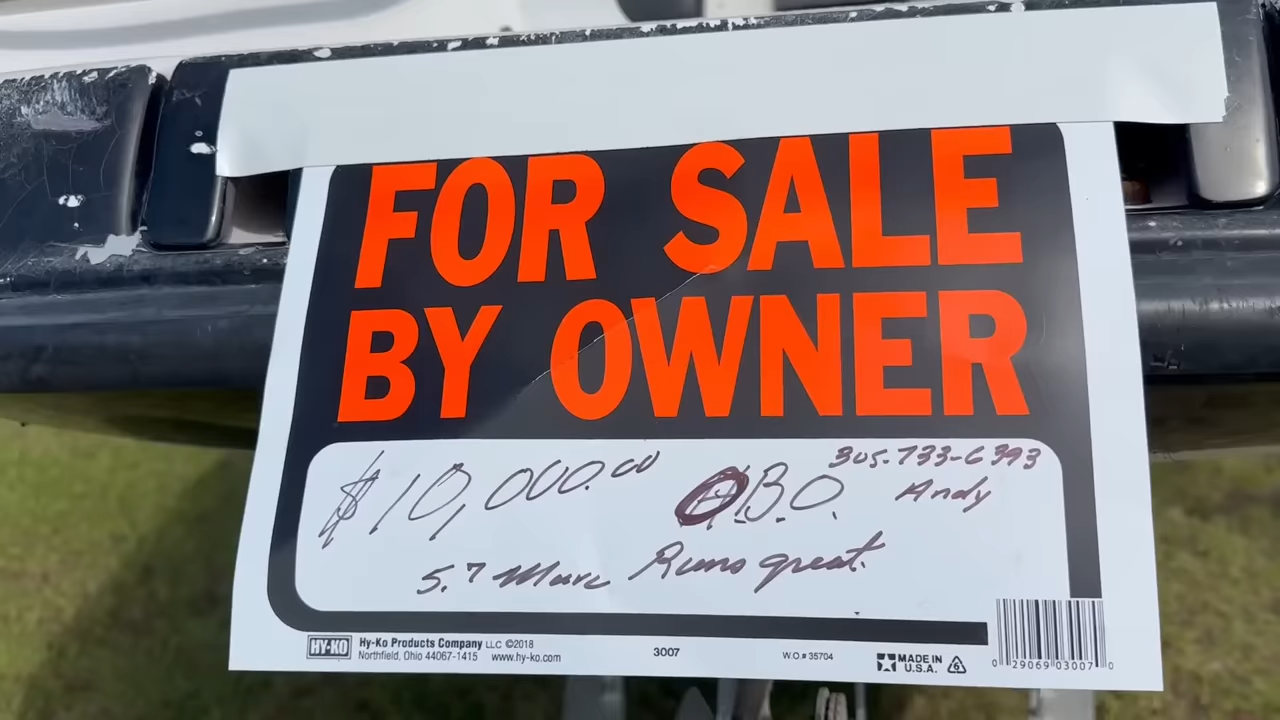 FOR SALE
BY OWNER
$10,000.00 O.B.O. 305.733-6393
Andy
5.7 Merc Runs great.
HY-KO Hy-Ko Products Company LLC ©2018
Northfield, Ohio 44067-1415 www.hy-ko.com
3007
W.O.# 35704
MADE IN
U.S.A.
6
0 29069 03007 0